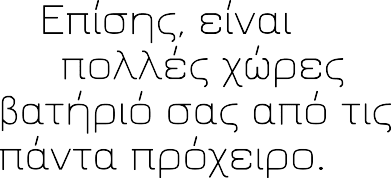 Επίσης, είναι
πολλές χώρες
βατήριό σας από τις
πάντα πρόχειρο.